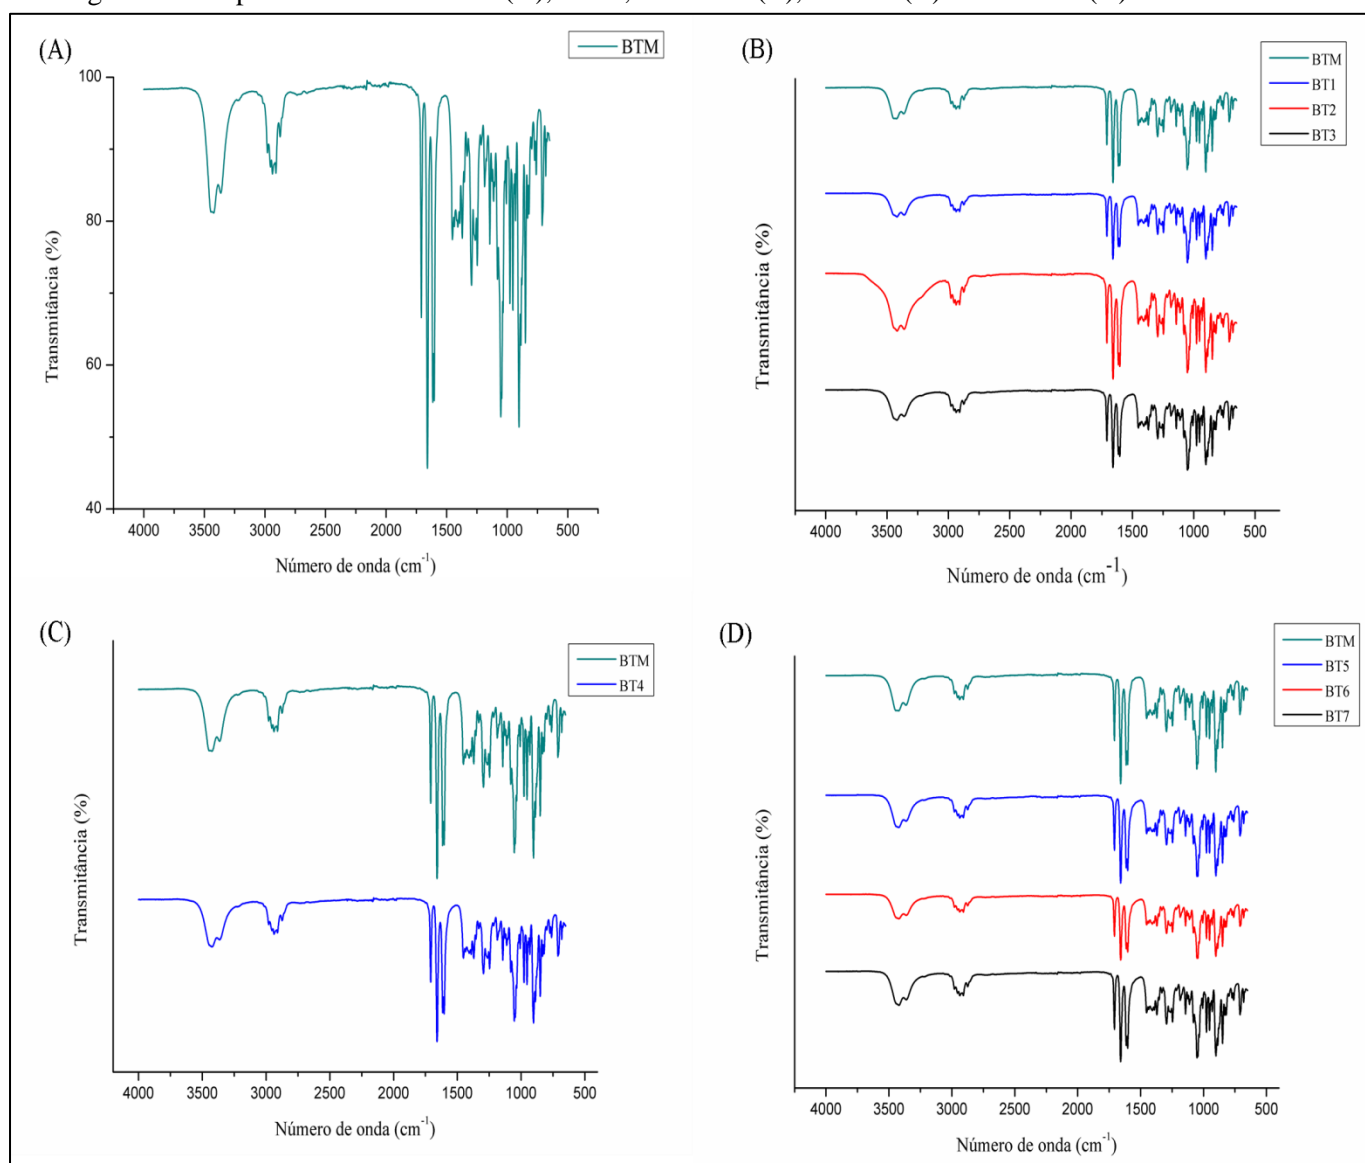 (A)
BTM
100
80
60
40
Transmitância (%)
4000 3500 3000 2500 2000 1500 1000 500
Número de onda (cm-1)
(B)
BTM
BT1
BT2
BT3
Transmitância (%)
4000 3500 3000 2500 2000 1500 1000 500
Número de onda (cm-1)
(C)
BTM
BT4
Transmitância (%)
4000 3500 3000 2500 2000 1500 1000 500
Número de onda (cm-1)
(D)
BTM
BT5
BT6
BT7
Transmitância (%)
4000 3500 3000 2500 2000 1500 1000 500
Número de onda (cm-1)